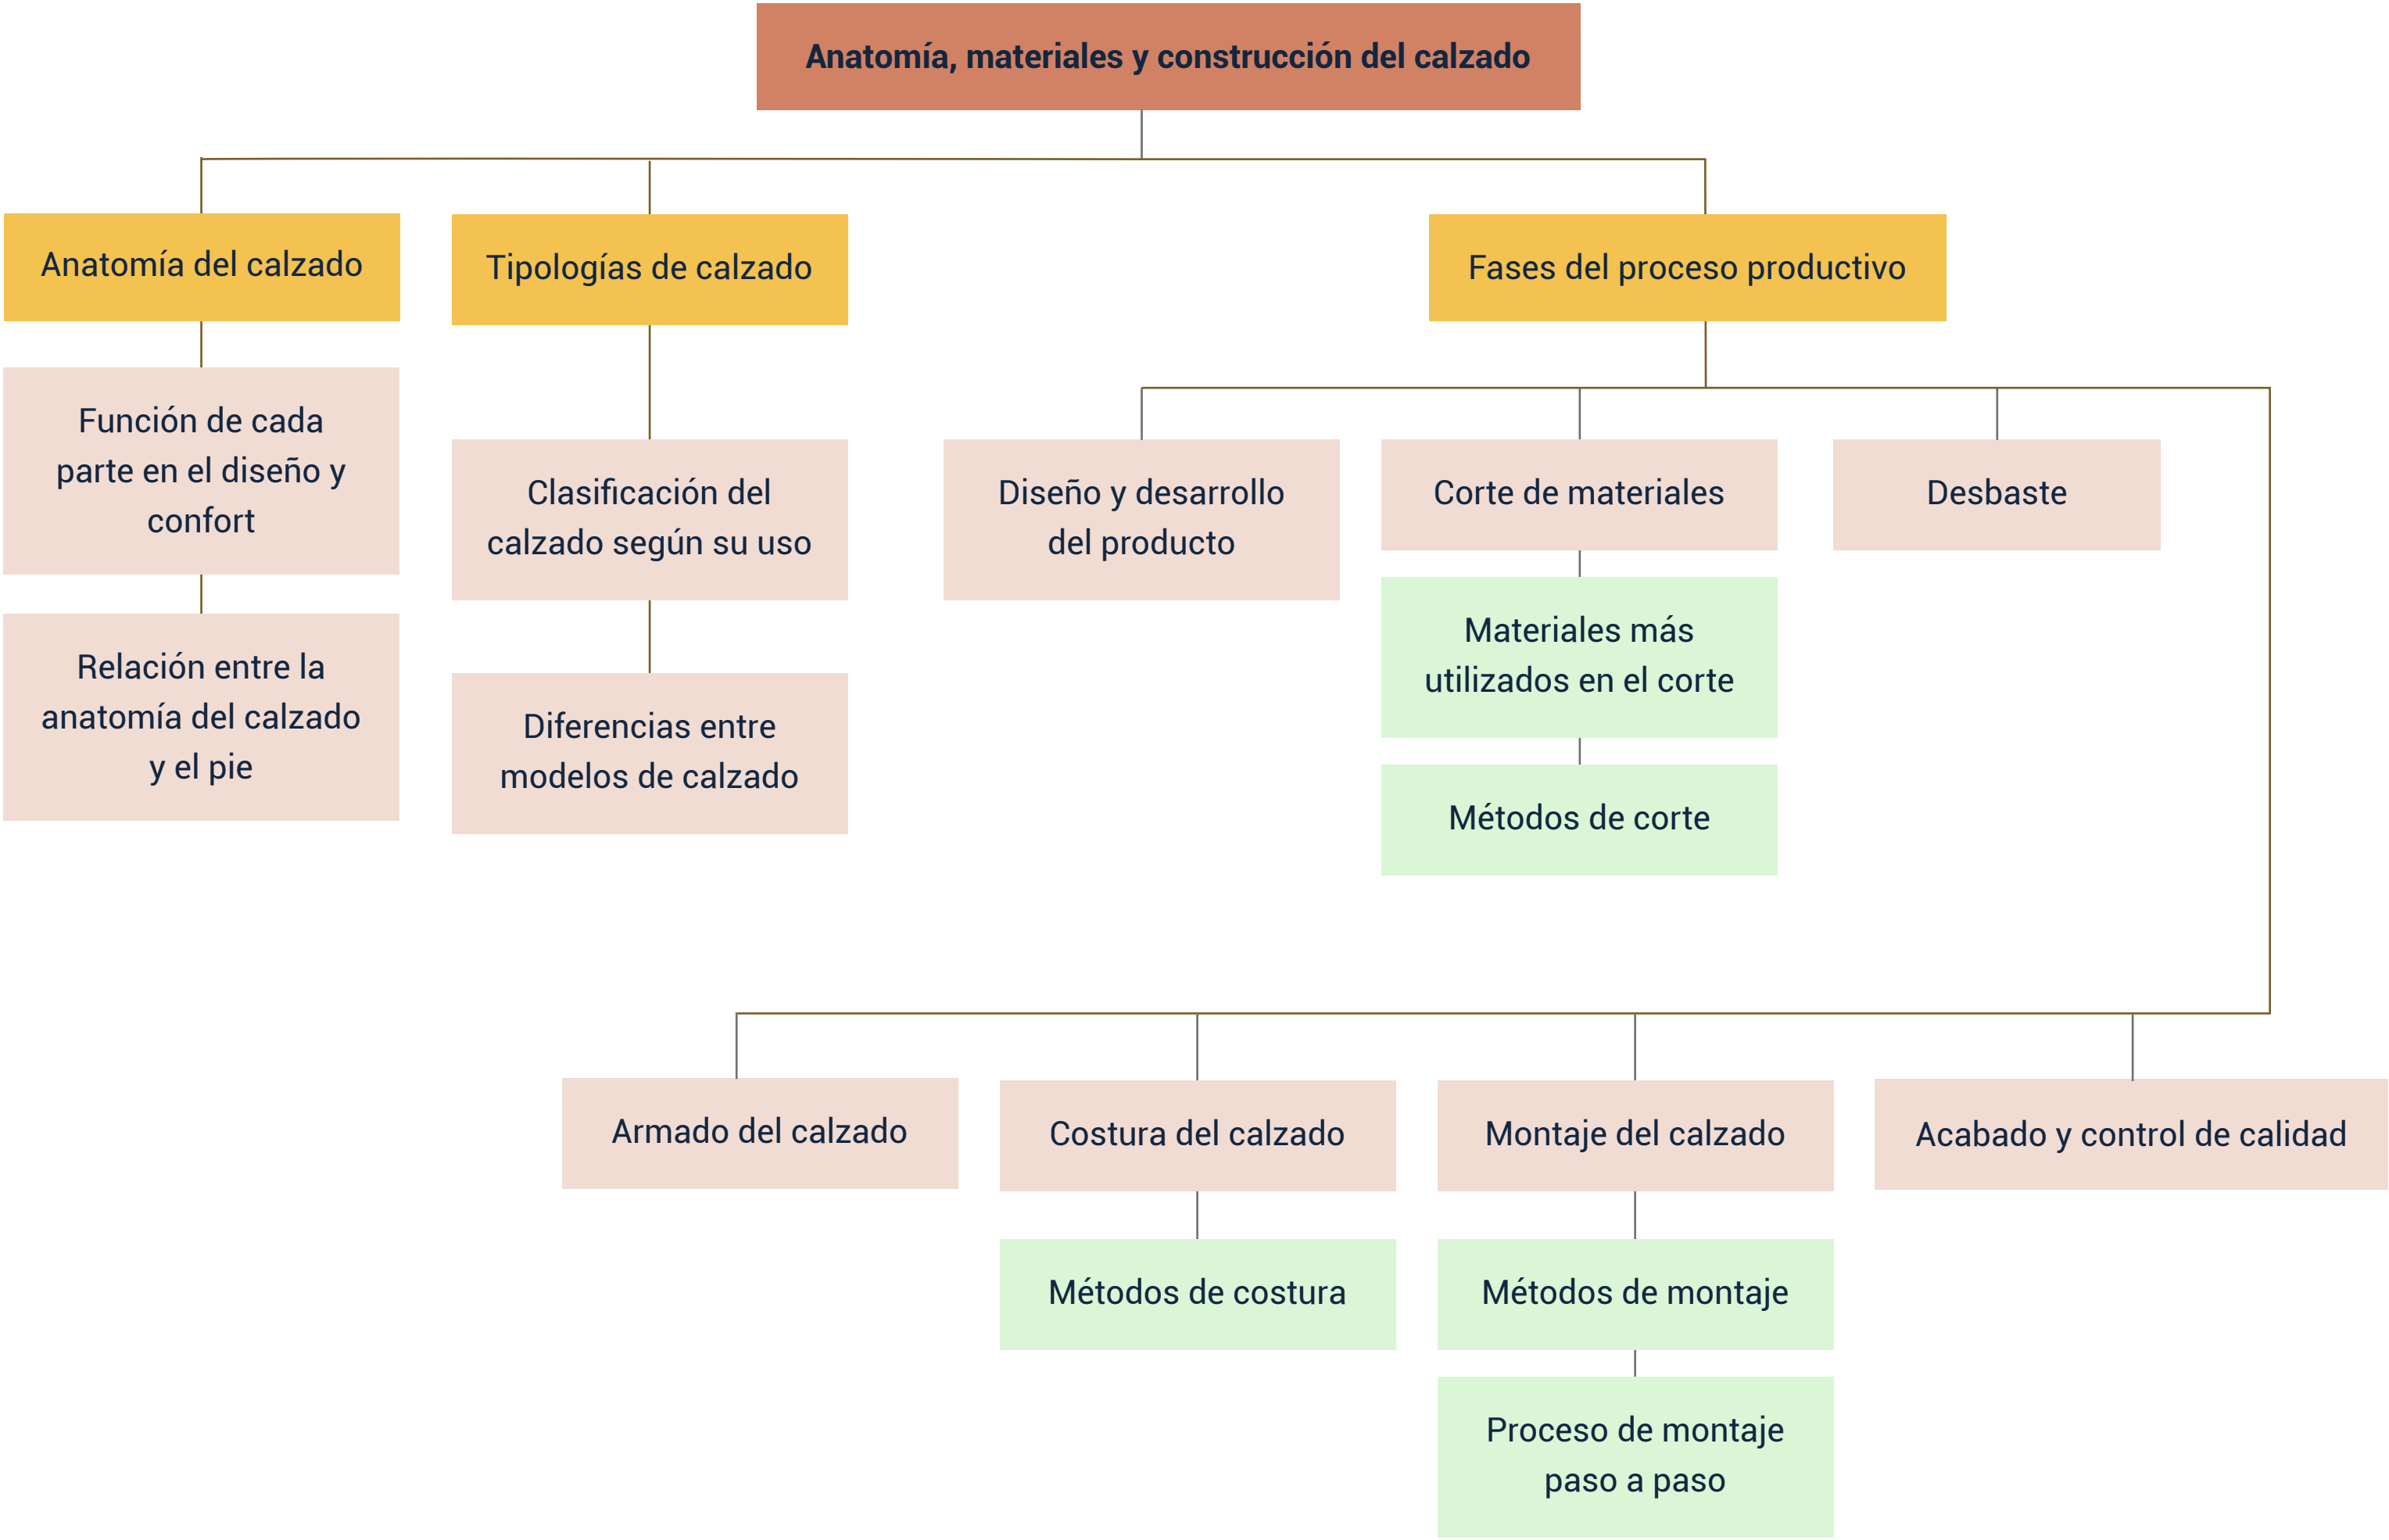 Anatomía, materiales y construcción del calzado
Anatomía del calzado
Función de cada
parte en el diseño y
confort
Relación entre la
anatomía del calzado
y el pie
Tipologías de calzado
Clasificación del
calzado según su uso
Diferencias entre
modelos de calzado
Fases del proceso productivo
Diseño y desarrollo
del producto
Corte de materiales
Materiales más
utilizados en el corte
Métodos de corte
Desbaste
Armado del calzado
Costura del calzado
Métodos de costura
Montaje del calzado
Métodos de montaje
Proceso de montaje
paso a paso
Acabado y control de calidad